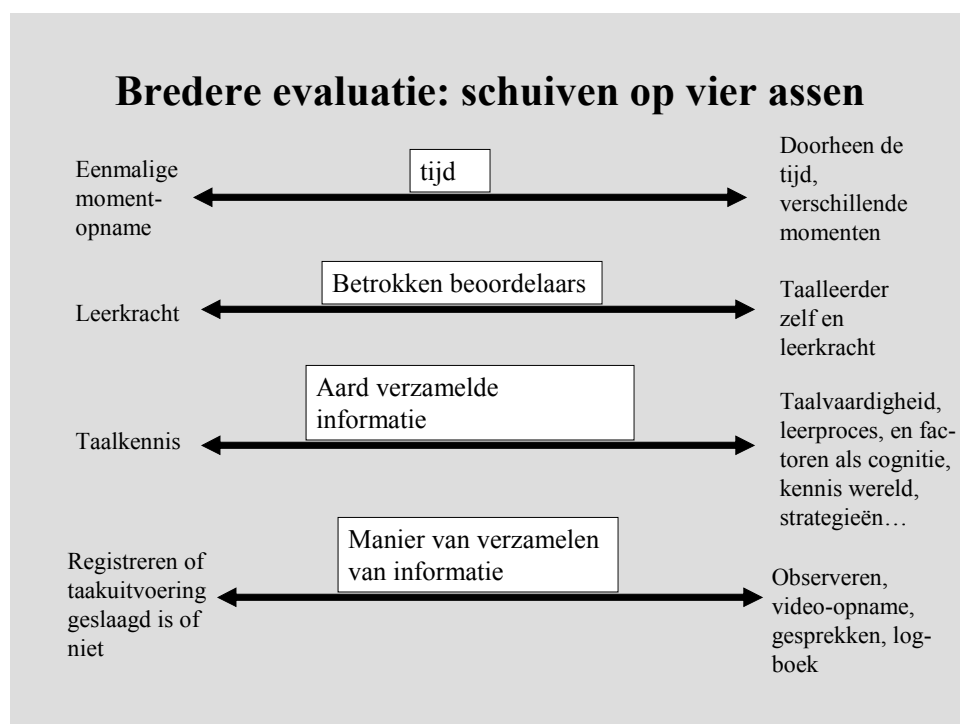 Bredere evaluatie: schuiven op vier assen
Eenmalige
moment-
opname
tijd
Doorheen de
tijd,
verschillende
momenten
Leerkracht
Betrokken beoordelaars
Taalleerder
zelf en
leerkracht
Taalkennis
Aard verzamelde
informatie
Taalvaardigheid,
leerproces, en fac-
toren als cognitie,
kennis wereld,
strategieën…
Registreren of
taakuitvoering
geslaagd is of
niet
Manier van verzamelen
van informatie
Observeren,
video-opname,
gesprekken, log-
boek